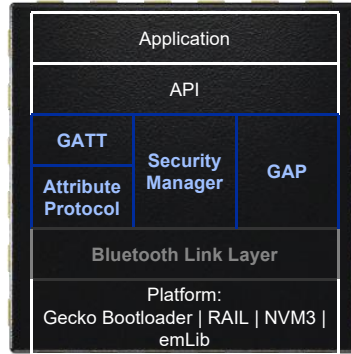 Application
API
GATT
Attribute
Protocol
Security
Manager
GAP
Bluetooth Link Layer
Platform:
Gecko Bootloader | RAIL | NVM3 |
emLib